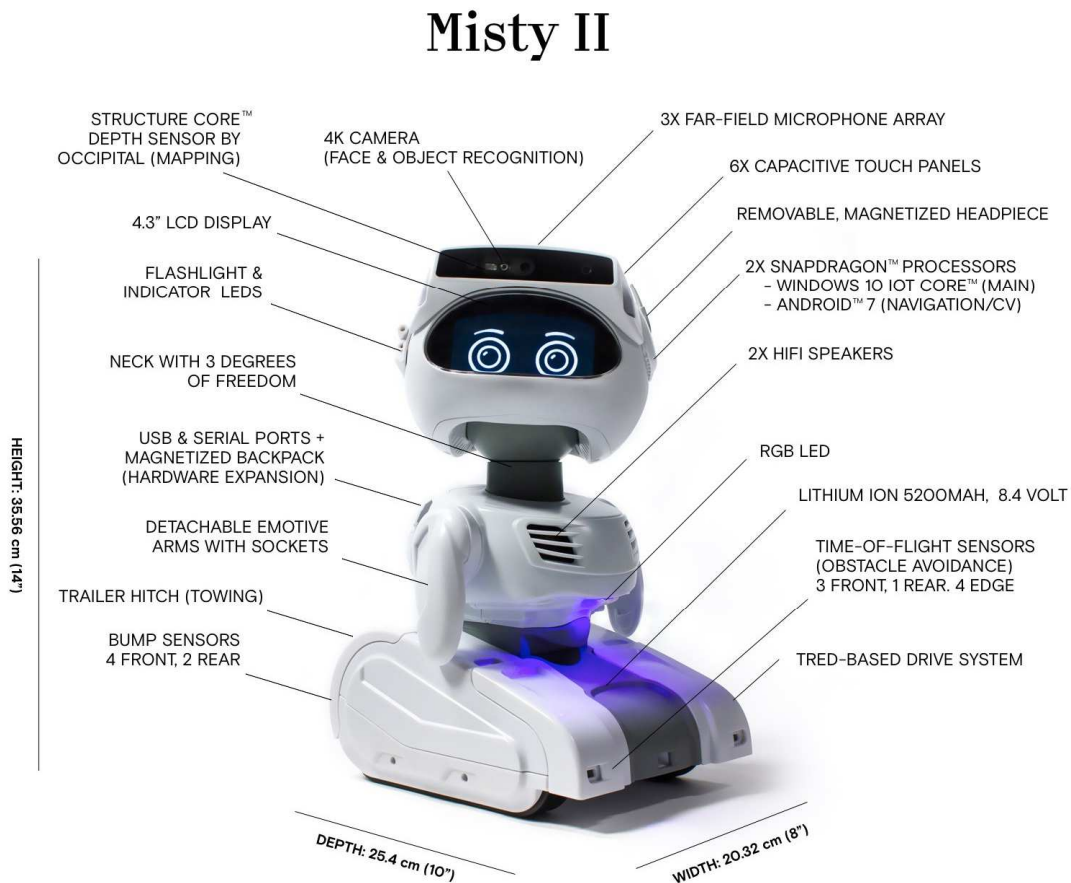 Misty II
STRUCTURE CORE™
DEPTH SENSOR BY
OCCIPITAL (MAPPING)
4K CAMERA
(FACE & OBJECT RECOGNITION)
3X FAR-FIELD MICROPHONE ARRAY
6X CAPACITIVE TOUCH PANELS
4.3” LCD DISPLAY
REMOVABLE, MAGNETIZED HEADPIECE
FLASHLIGHT &
INDICATOR LEDS
2X SNAPDRAGON™ PROCESSORS
- WINDOWS 10 IOT CORE™ (MAIN)
- ANDROID™ 7 (NAVIGATION/CV)
NECK WITH 3 DEGREES
OF FREEDOM
2X HIFI SPEAKERS
USB & SERIAL PORTS +
MAGNETIZED BACKPACK
(HARDWARE EXPANSION)
RGB LED
LITHIUM ION 5200MAH, 8.4 VOLT
DETACHABLE EMOTIVE
ARMS WITH SOCKETS
TIME-OF-FLIGHT SENSORS
(OBSTACLE AVOIDANCE)
3 FRONT, 1 REAR. 4 EDGE
TRAILER HITCH (TOWING)
BUMP SENSORS
4 FRONT, 2 REAR
TRED-BASED DRIVE SYSTEM
HEIGHT: 35.56 cm (14”)
DEPTH: 25.4 cm (10”)
WIDTH: 20.32 cm (8”)